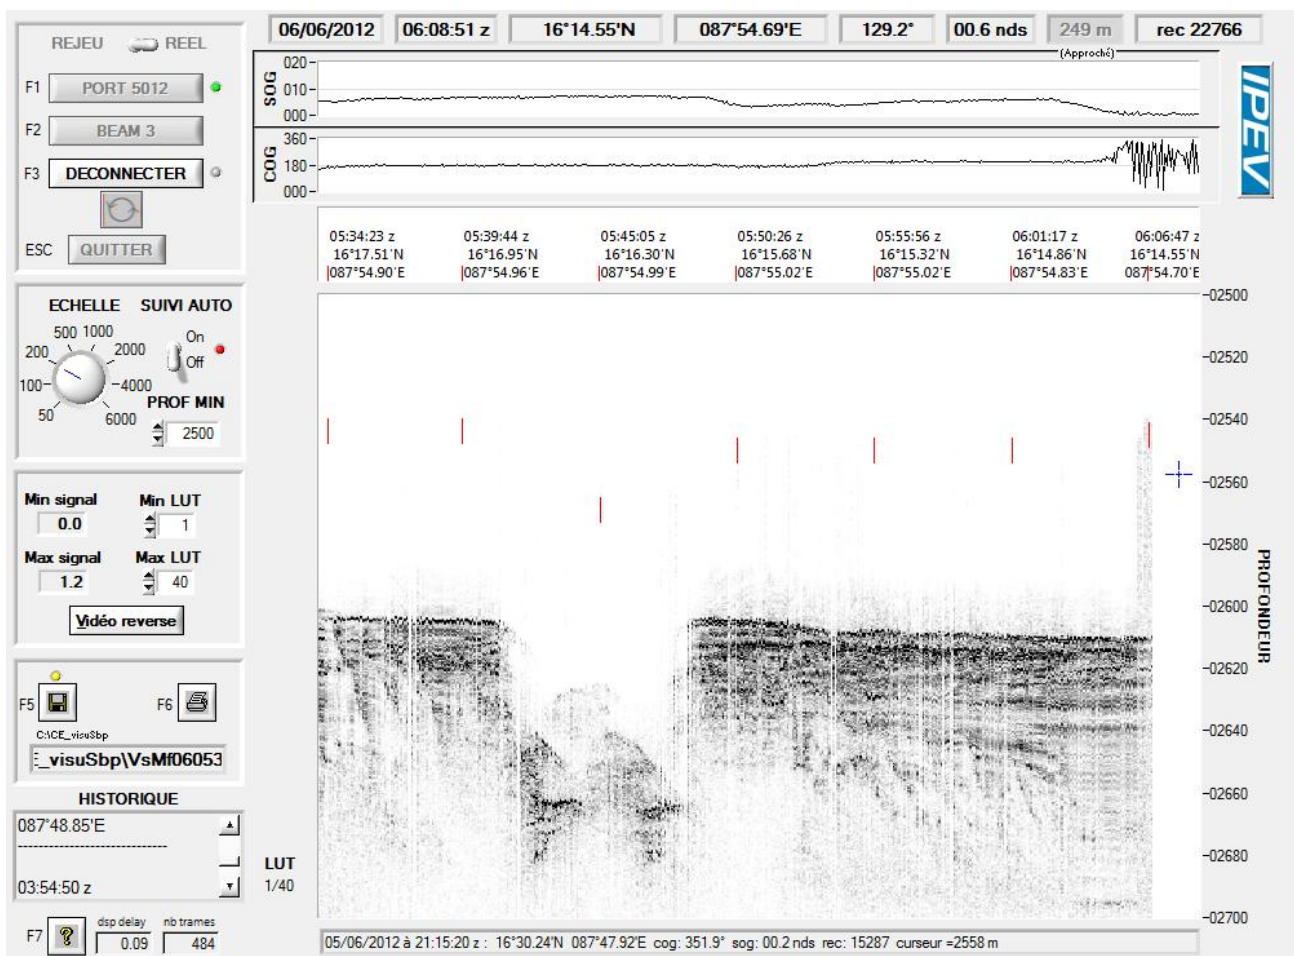 06/06/2012 06:08:51 z 16°14.55'N 087°54.69'E 129.2° 00.6 nds 249 m rec 22766
(Approché)
REJEU REEL
F1 PORT 5012
F2 BEAM 3
F3 DECONNECTER
ESC QUITTER
SOG
020
010
000
COG
360
180
000
IPEV
05:34:23 z 05:39:44 z 05:45:05 z 05:50:26 z 05:55:56 z 06:01:17 z 06:06:47 z
16°17.51'N 16°16.95'N 16°16.30'N 16°15.68'N 16°15.32'N 16°14.86'N 16°14.55'N
087°54.90'E 087°54.96'E 087°54.99'E 087°55.02'E 087°55.02'E 087°54.83'E 087°54.70'E
ECHELLE SUIVI AUTO
500 1000
200 2000
100 4000
50 6000
On
Off
PROF MIN
2500
Min signal Min LUT
0.0 1
Max signal Max LUT
1.2 40
Vidéo reverse
F5 F6
C:\CE_visuSbp
E_visuSbp\VsMf06053
HISTORIQUE
087°48.85'E
----------------------------
03:54:50 z
F7 ? dsp delay nb trames
0.09 484
LUT
1/40
-02500
-02520
-02540
-02560
-02580
-02600
-02620
-02640
-02660
-02680
-02700
PROFONDEUR
05/06/2012 à 21:15:20 z : 16°30.24'N 087°47.92'E cog: 351.9° sog: 00.2 nds rec: 15287 curseur =2558 m